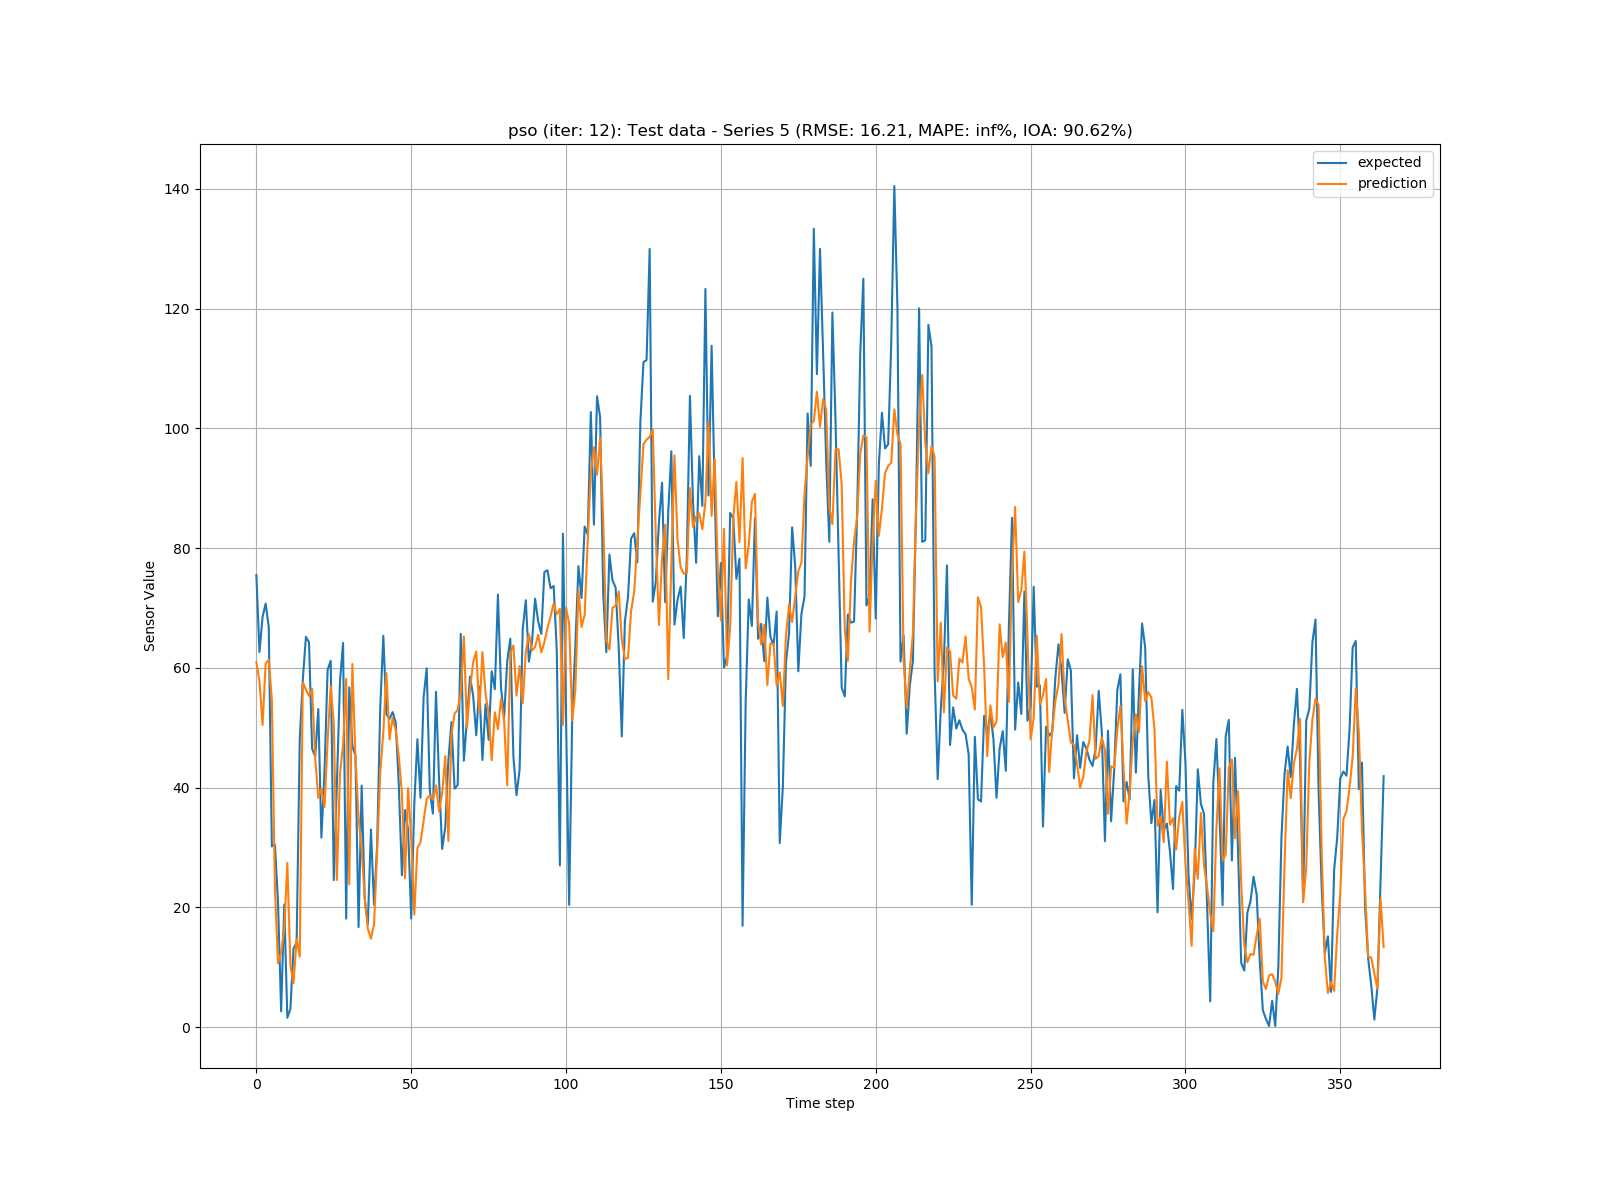 pso (iter: 12): Test data - Series 5 (RMSE: 16.21, MAPE: inf%, IOA: 90.62%)
expected
prediction
140
120
100
80
60
40
20
0
Sensor Value
0 50 100 150 200 250 300 350
Time step